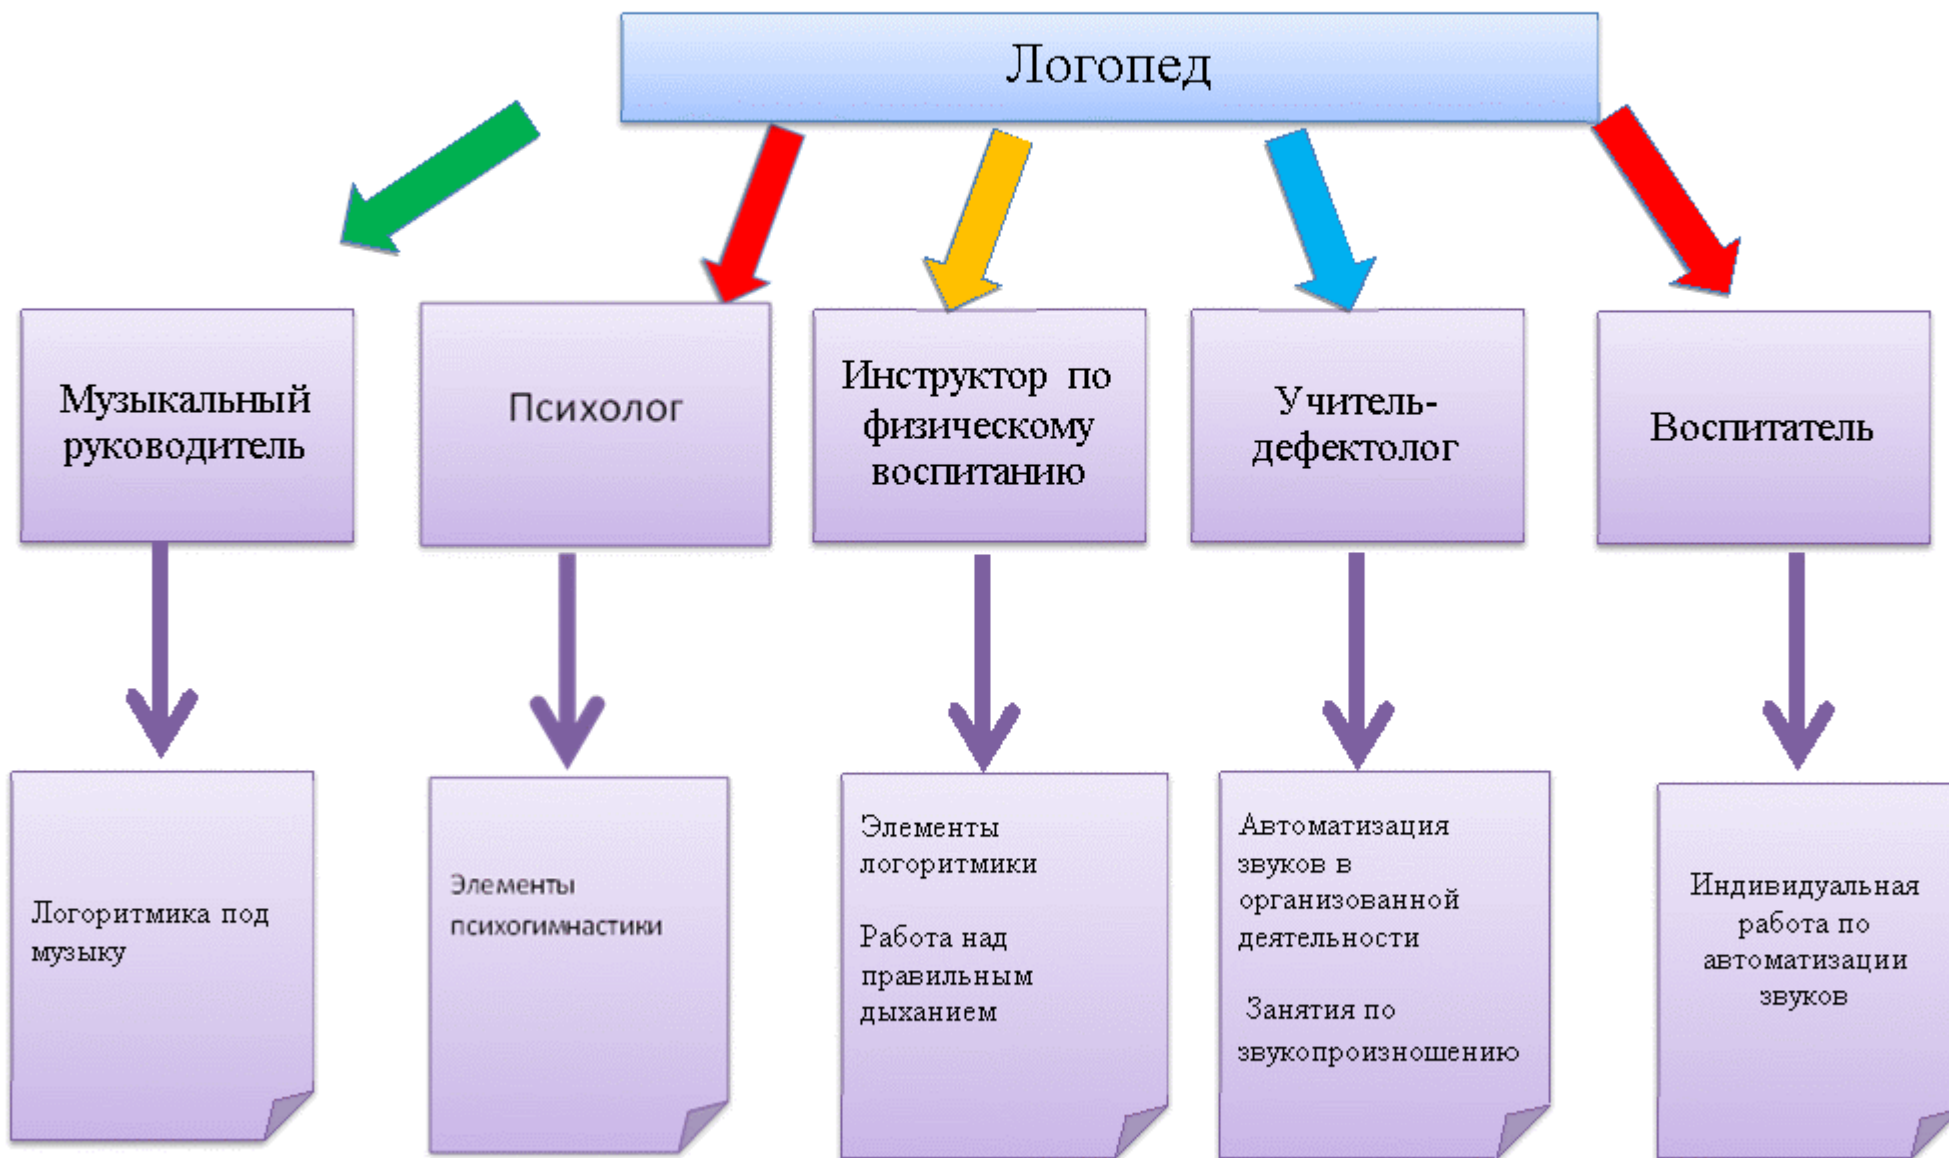 Логопед
Музыкальный
руководитель
Психолог
Инструктор по
физическому
воспитанию
Учитель-
дефектолог
Воспитатель
Логоритмика под
музыку
Элементы
психогимнастики
Элементы
логоритмики
Работа над
правильным
дыханием
Автоматизация
звуков в
организованной
деятельности
Занятия по
звукопроизношению
Индивидуальная
работа по
автоматизации
звуков